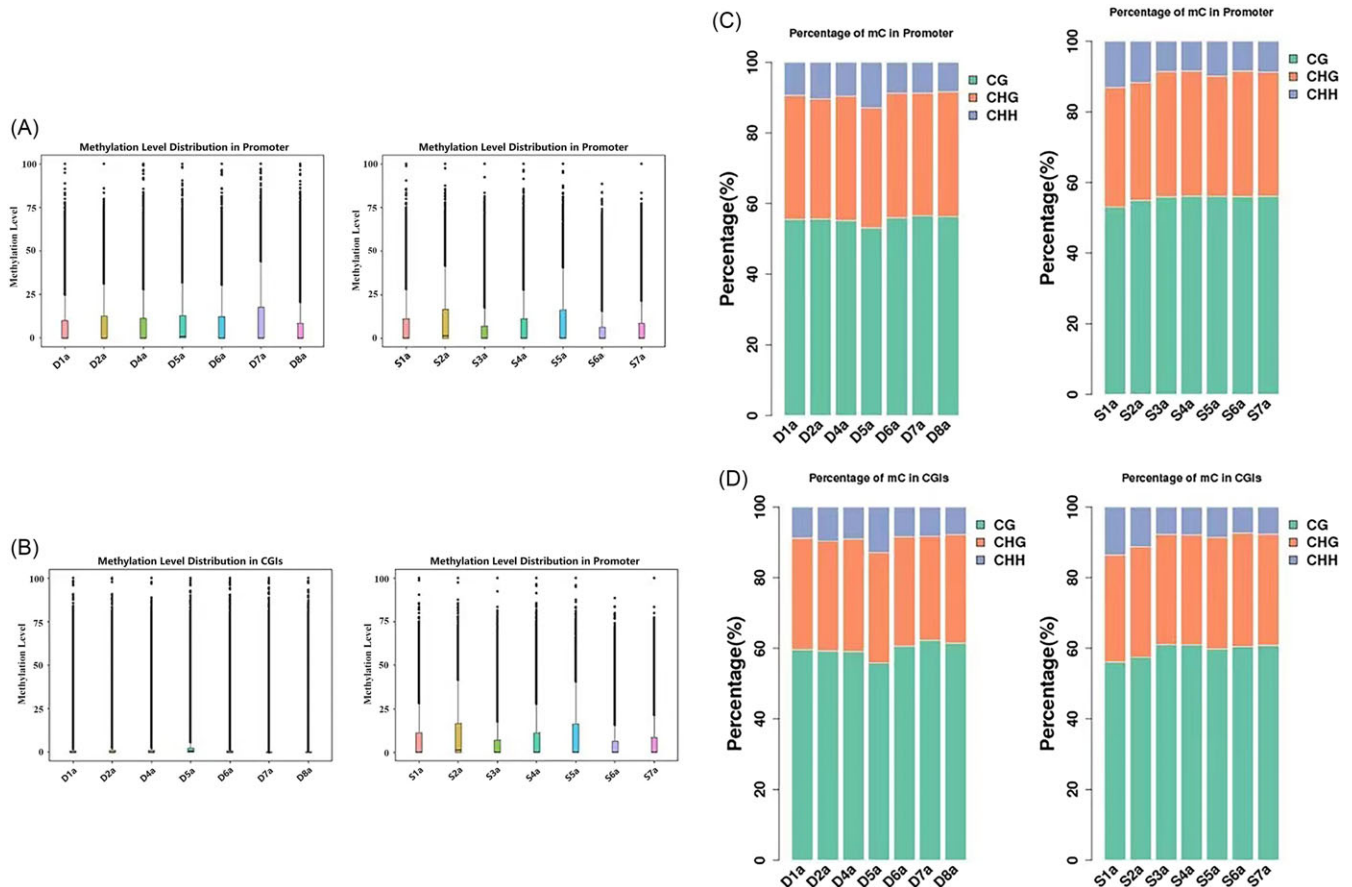 (A)
Methylation Level Distribution in Promoter
Methylation Level
100
75
50
25
0
D1a
D2a
D4a
D5a
D6a
D7a
D8a
Methylation Level Distribution in Promoter
Methylation Level
100
75
50
25
0
S1a
S2a
S3a
S4a
S5a
S6a
S7a
(B)
Methylation Level Distribution in CGIs
Methylation Level
100
75
50
25
0
D1a
D2a
D4a
D5a
D6a
D7a
D8a
Methylation Level Distribution in Promoter
Methylation Level
100
75
50
25
0
S1a
S2a
S3a
S4a
S5a
S6a
S7a
(C)
Percentage of mC in Promoter
Percentage(%)
100
80
60
40
20
0
D1a
D2a
D4a
D5a
D6a
D7a
D8a
CG
CHG
CHH
Percentage of mC in Promoter
Percentage(%)
100
80
60
40
20
0
S1a
S2a
S3a
S4a
S5a
S6a
S7a
CG
CHG
CHH
(D)
Percentage of mC in CGIs
Percentage(%)
100
80
60
40
20
0
D1a
D2a
D4a
D5a
D6a
D7a
D8a
CG
CHG
CHH
Percentage of mC in CGIs
Percentage(%)
100
80
60
40
20
0
S1a
S2a
S3a
S4a
S5a
S6a
S7a
CG
CHG
CHH